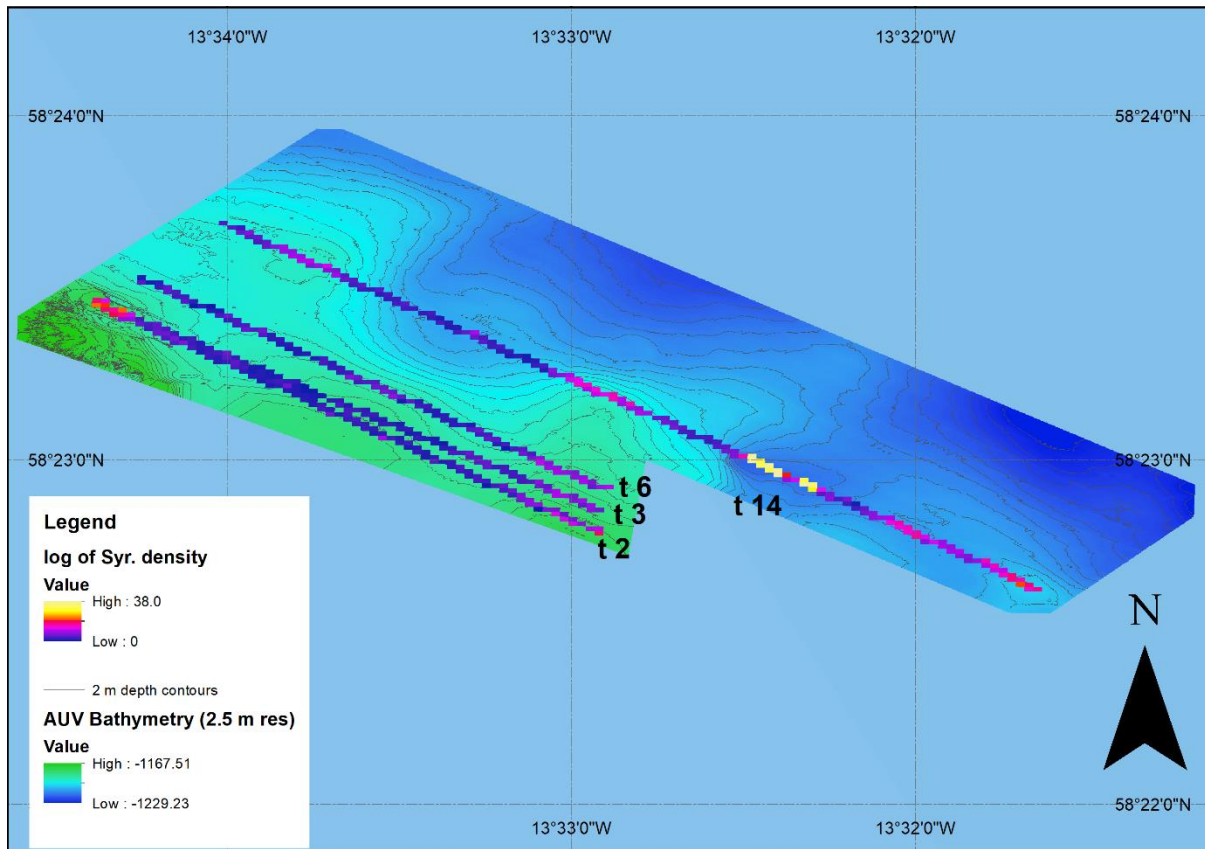 13°34'0"W 13°33'0"W 13°32'0"W
58°24'0"N 58°24'0"N
58°23'0"N 58°23'0"N
t 6
t 3
t 14
t 2
Legend
log of Syr. density
Value
High : 38.0
Low : 0
2 m depth contours
AUV Bathymetry (2.5 m res)
Value
High : -1167.51
Low : -1229.23
N
58°22'0"N
13°33'0"W 13°32'0"W